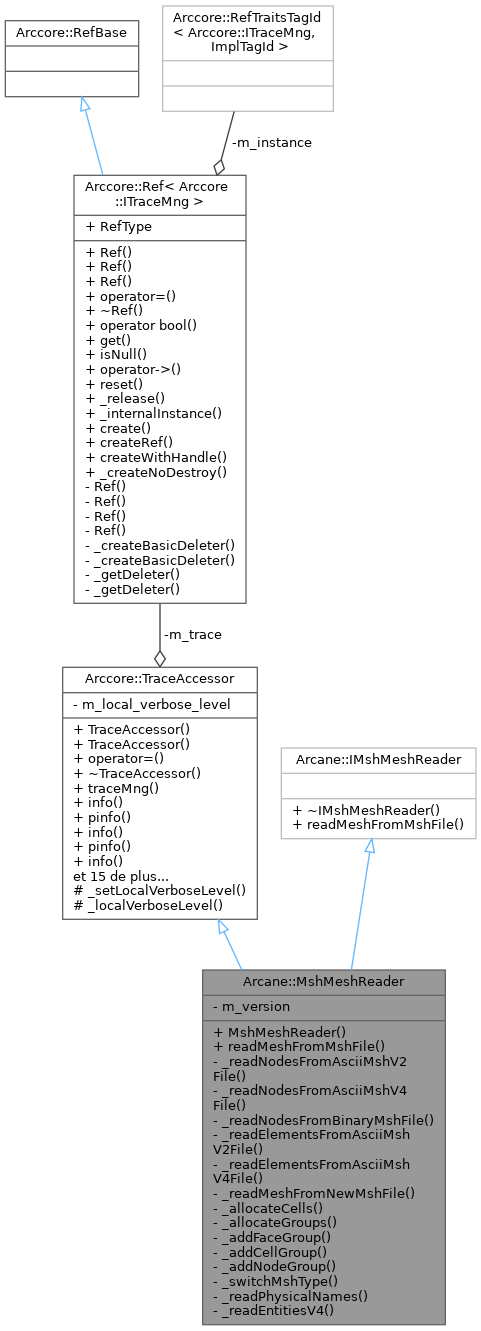 Arccore::RefBase
Arccore::RefTraitsTagId
< Arccore::ITraceMng,
ImplTagId >
-m_instance
Arccore::Ref< Arccore
::ITraceMng >
+ RefType
+ Ref()
+ Ref()
+ Ref()
+ operator=()
+ ~Ref()
+ operator bool()
+ get()
+ isNull()
+ operator->()
+ reset()
+ _release()
+ _internalInstance()
+ create()
+ createRef()
+ createWithHandle()
+ _createNoDestroy()
- Ref()
- Ref()
- Ref()
- Ref()
- _createBasicDeleter()
- _createBasicDeleter()
- _getDeleter()
- _getDeleter()
-m_trace
Arccore::TraceAccessor
- m_local_verbose_level
+ TraceAccessor()
+ TraceAccessor()
+ operator=()
+ ~TraceAccessor()
+ traceMng()
+ info()
+ pinfo()
+ info()
+ pinfo()
+ info()
et 15 de plus...
# _setLocalVerboseLevel()
# _localVerboseLevel()
Arcane::IMshMeshReader
+ ~IMshMeshReader()
+ readMeshFromMshFile()
Arcane::MshMeshReader
- m_version
+ MshMeshReader()
+ readMeshFromMshFile()
- _readNodesFromAsciiMshV2
File()
- _readNodesFromAsciiMshV4
File()
- _readNodesFromBinaryMshFile()
- _readElementsFromAsciiMsh
V2File()
- _readElementsFromAsciiMsh
V4File()
- _readMeshFromNewMshFile()
- _allocateCells()
- _allocateGroups()
- _addFaceGroup()
- _addCellGroup()
- _addNodeGroup()
- _switchMshType()
- _readPhysicalNames()
- _readEntitiesV4()